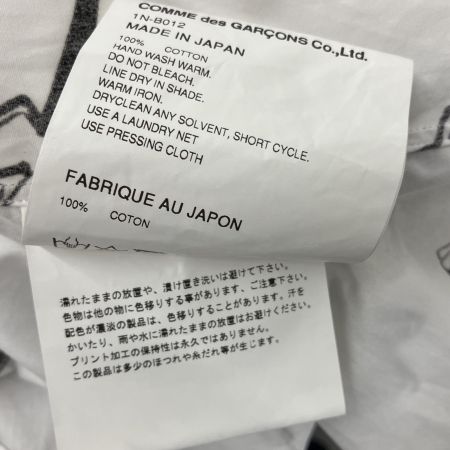 COMME des GARÇONS Co.,Ltd.
1N-B012
MADE IN JAPAN
100% COTTON
HAND WASH WARM.
DO NOT BLEACH.
LINE DRY IN SHADE.
WARM IRON.
DRYCLEAN ANY SOLVENT, SHORT CYCLE.
USE A LAUNDRY NET
USE PRESSING CLOTH
FABRIQUE AU JAPON
100% COTON
濡れたままの放置や、漬け置き洗いは避けて下さい。
色物は他の物に色移りする事があります、ご注意下さい。
配色が濃淡の製品は、色移りすることがあります。汗を
かいたり、雨や水に濡れたままの放置はお避けください。
プリント加工の保持性は永久ではありません。
この製品は多少のほつれや糸だれ等が生じます。